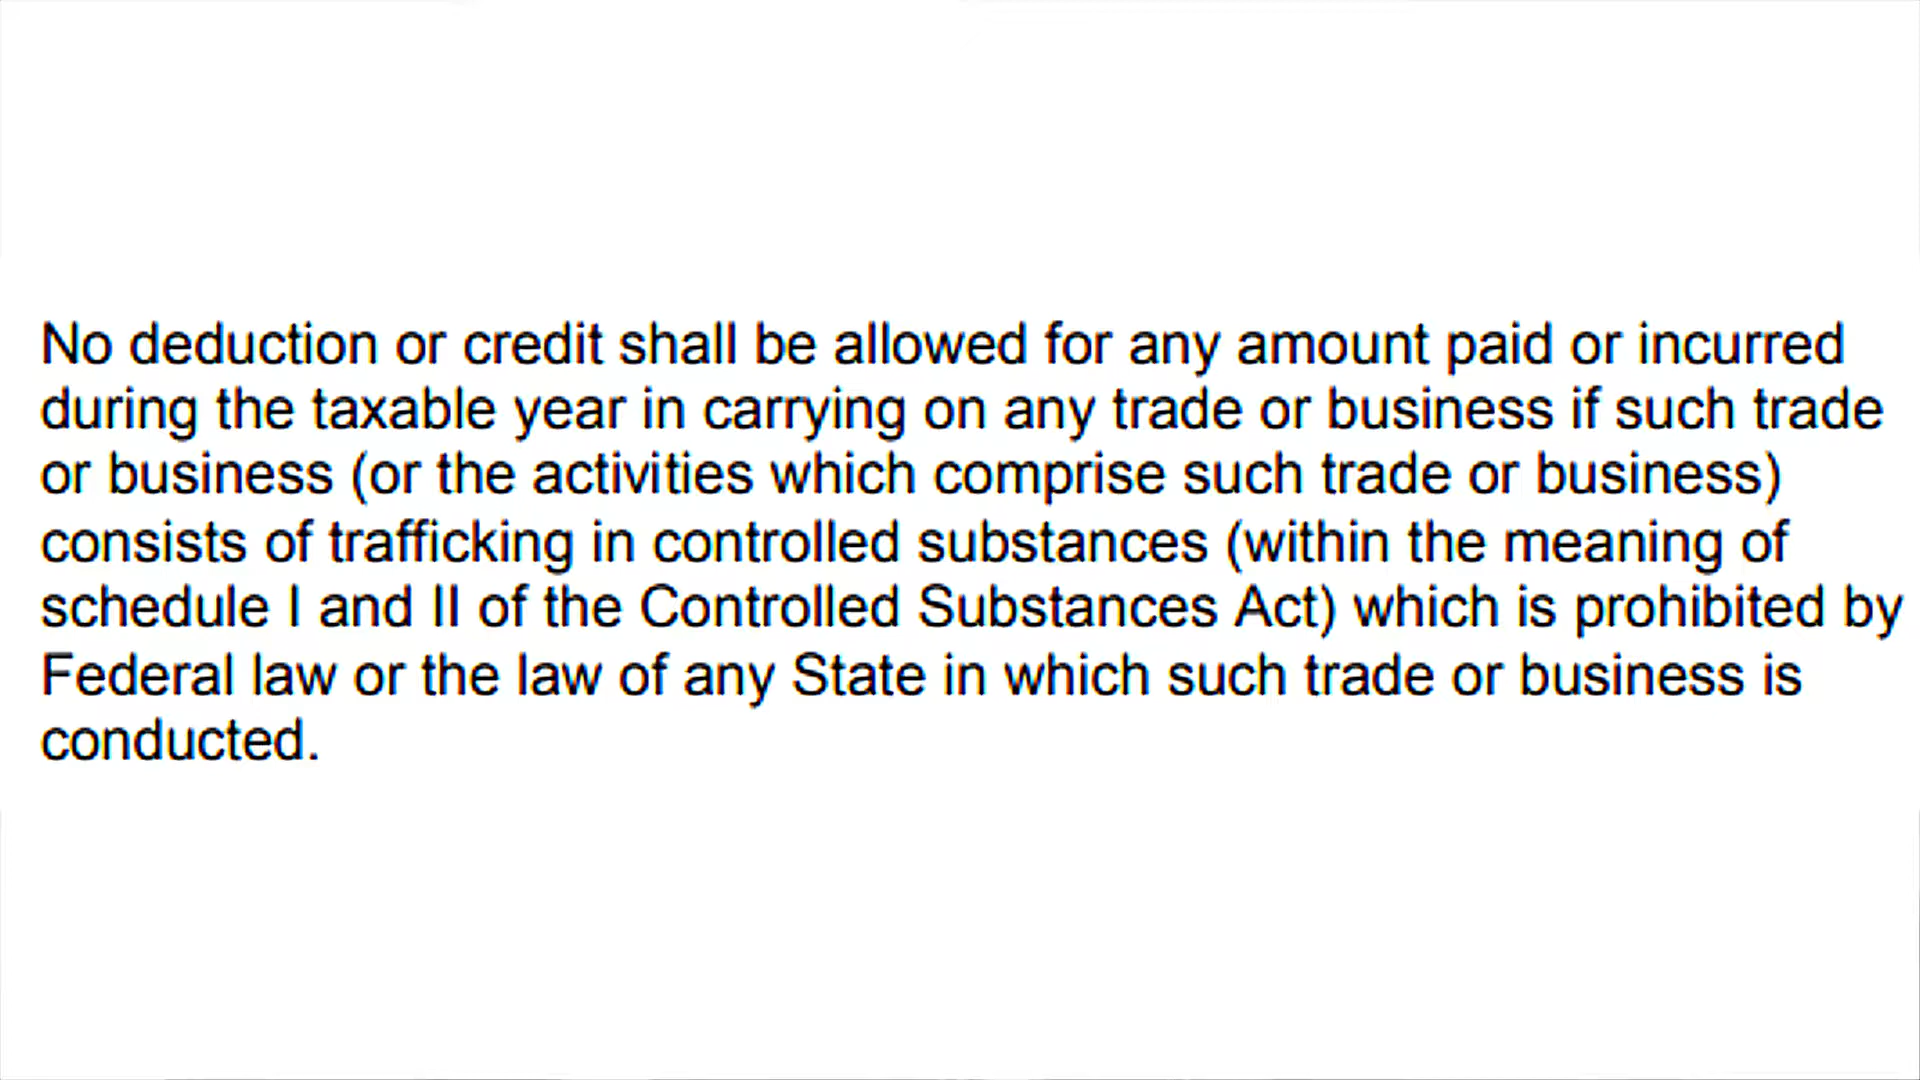 No deduction or credit shall be allowed for any amount paid or incurred
during the taxable year in carrying on any trade or business if such trade
or business (or the activities which comprise such trade or business)
consists of trafficking in controlled substances (within the meaning of
schedule I and II of the Controlled Substances Act) which is prohibited by
Federal law or the law of any State in which such trade or business is
conducted.